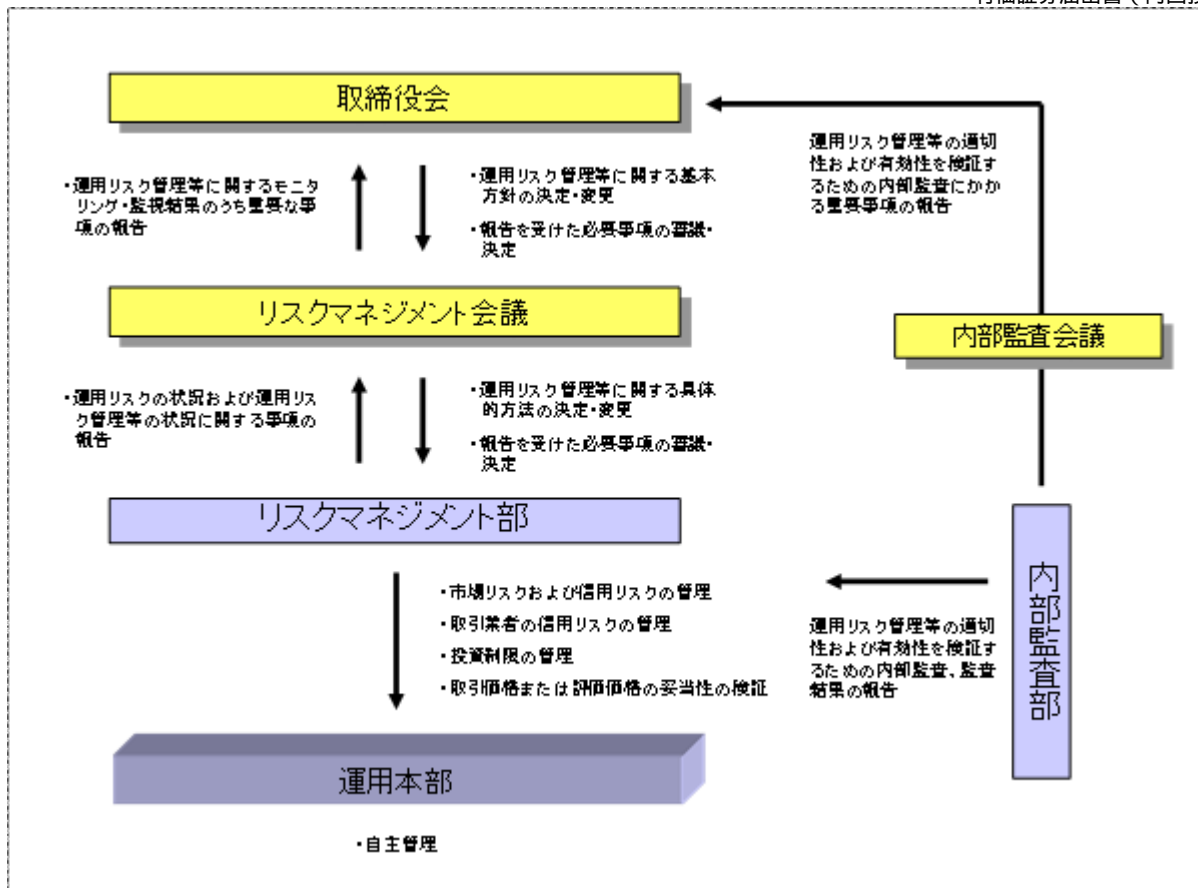 取締役会
・運用リスク管理等に関するモニタ
リング・監視結果のうち重要な事
項の報告
・運用リスク管理等に関する基本
方針の決定・変更
・報告を受けた必要事項の審議・
決定
運用リスク管理等の適切
性および有効性を検証す
るための内部監査にかか
る重要事項の報告
リスクマネジメント会議
内部監査会議
・運用リスクの状況および運用リス
ク管理等の状況に関する事項の
報告
・運用リスク管理等に関する具体
的方法の決定・変更
・報告を受けた必要事項の審議・
決定
リスクマネジメント部
・市場リスクおよび信用リスクの管理
・取引業者の信用リスクの管理
・投資制限の管理
・取引価格または評価価格の妥当性の検証
運用リスク管理等の適切
性および有効性を検証す
るための内部監査、監査
結果の報告
内部監査部
運用本部
・自主管理